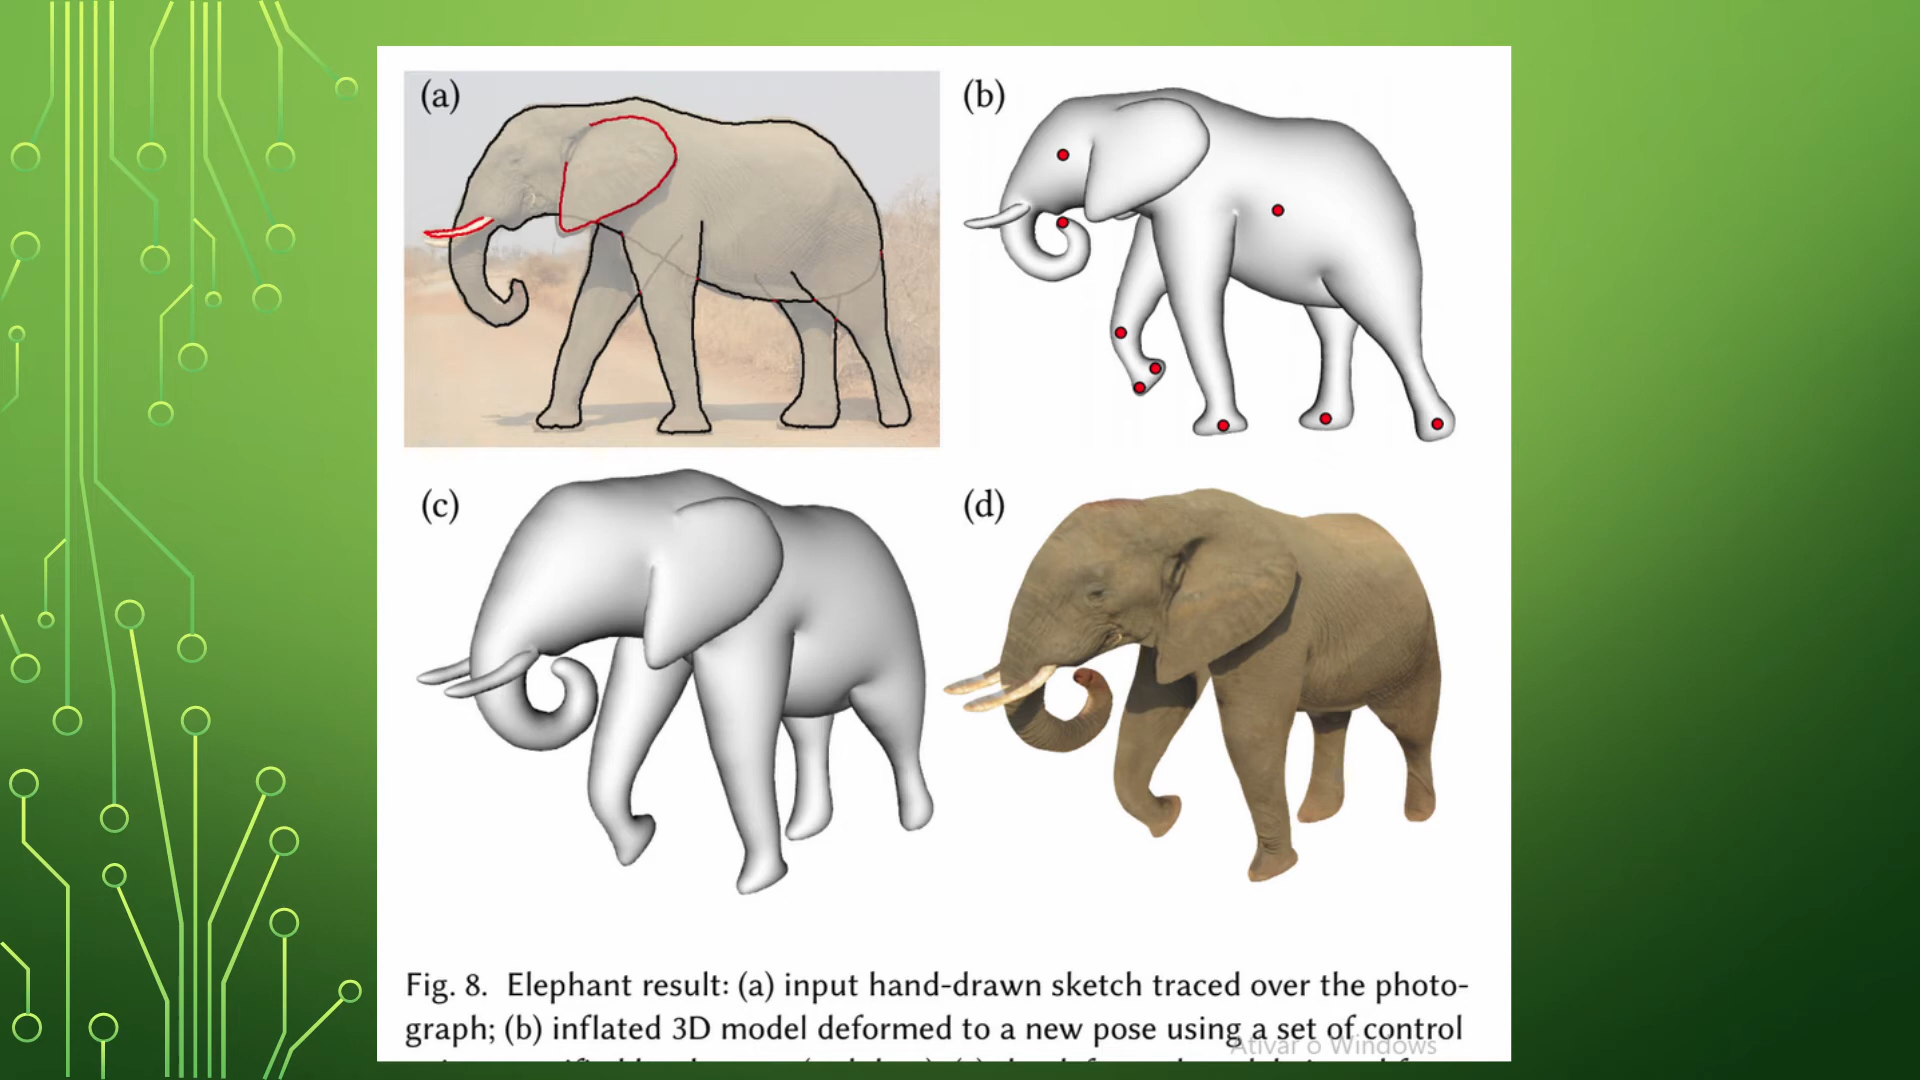 (a)
(b)
(c)
(d)
Fig. 8. Elephant result: (a) input hand-drawn sketch traced over the photo-
graph; (b) inflated 3D model deformed to a new pose using a set of control
Ativar o Windows